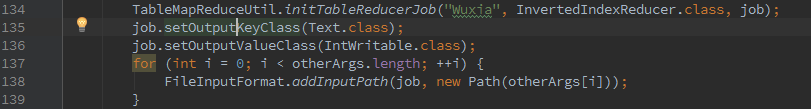 134 TableMapReduceUtil.initTableReducerJob("Wuxia", InvertedIndexReducer.class, job);
135 job.setOutputKeyClass(Text.class);
136 job.setOutputValueClass(IntWritable.class);
137 for (int i = 0; i < otherArgs.length; ++i) {
138 FileInputFormat.addInputPath(job, new Path(otherArgs[i]));
139 }